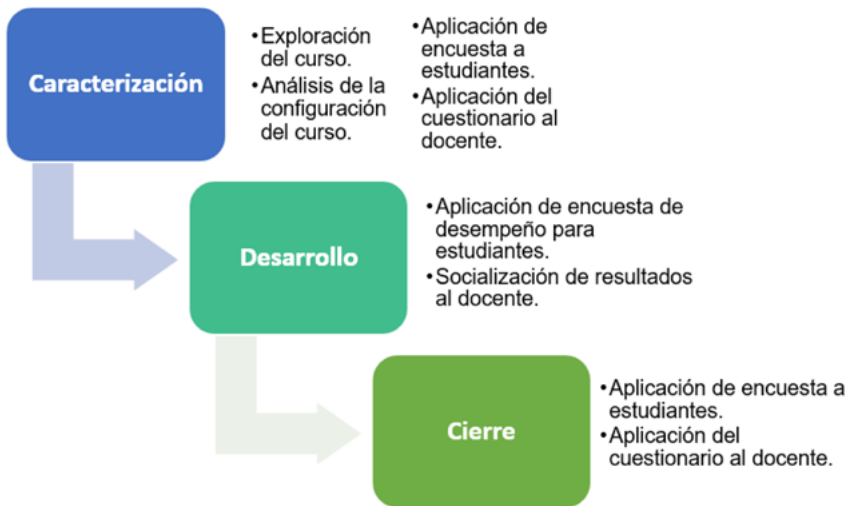 Caracterización
•Exploración
del curso.
•Análisis de la
configuración
del curso.
•Aplicación de
encuesta a
estudiantes.
•Aplicación del
cuestionario al
docente.
Desarrollo
•Aplicación de encuesta de
desempeño para
estudiantes.
•Socialización de resultados
al docente.
Cierre
•Aplicación de encuesta a
estudiantes.
•Aplicación del
cuestionario al docente.